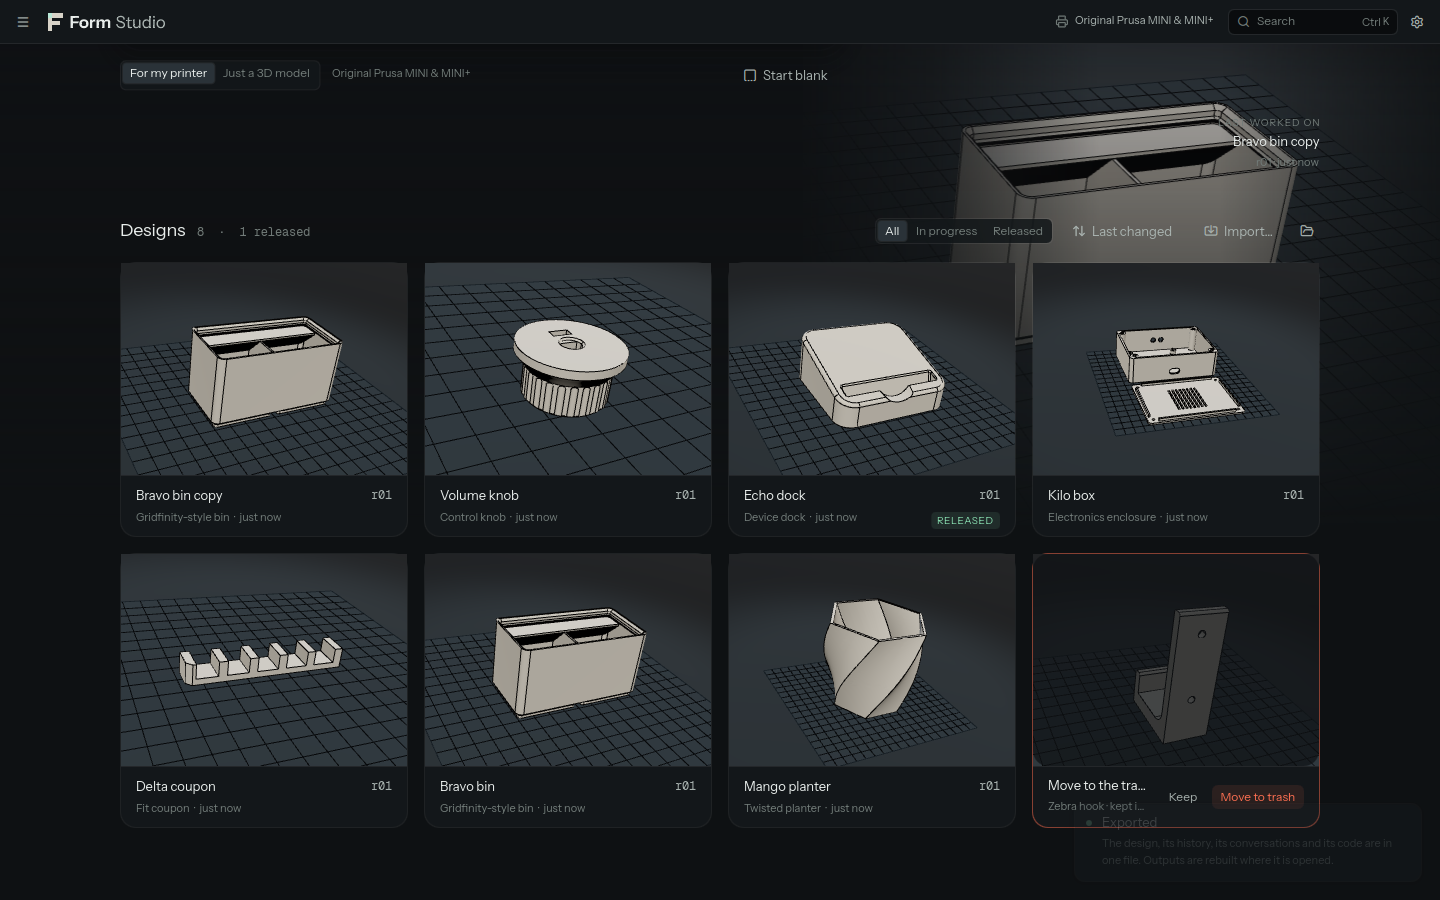 Form Studio
Original Prusa MINI & MINI+
Search
Ctrl K
For my printer
Just a 3D model
Original Prusa MINI & MINI+
Start blank
WORKED ON
Bravo bin copy
r01 just now
Designs 8 · 1 released
All
In progress
Released
Last changed
Import...
Bravo bin copy r01
Gridfinity-style bin · just now
Volume knob r01
Control knob · just now
Echo dock r01
Device dock · just now
RELEASED
Kilo box r01
Electronics enclosure · just now
Delta coupon r01
Fit coupon · just now
Bravo bin r01
Gridfinity-style bin · just now
Mango planter r01
Twisted planter · just now
Move to the tra...
Zebra hook · kept i...
Keep
Move to trash
Exported
The design, its history, its conversations and its code are in
one file. Outputs are rebuilt where it is opened.